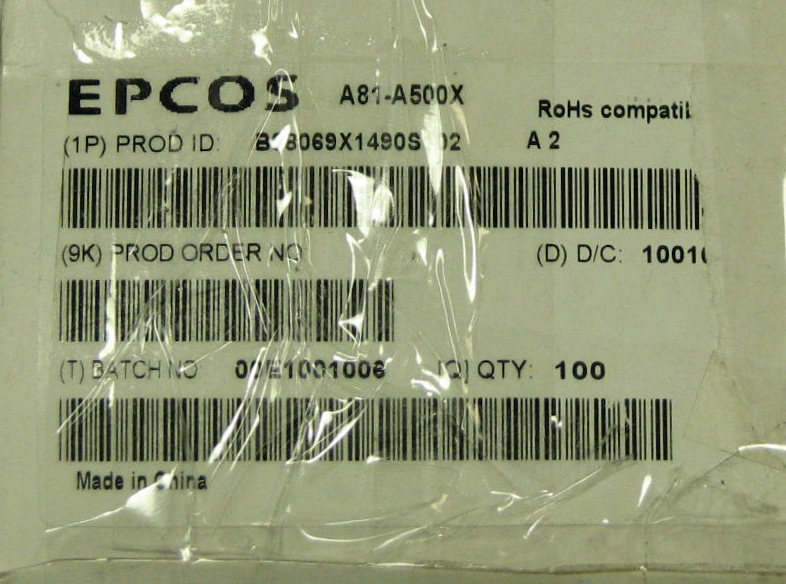 EPCOS A81-A500X
RoHs compatil
(1P) PROD ID: A 2
(9K) PROD ORDER NO (D) D/C:
(T) BATCH NO (Q) QTY: 100
Made in China